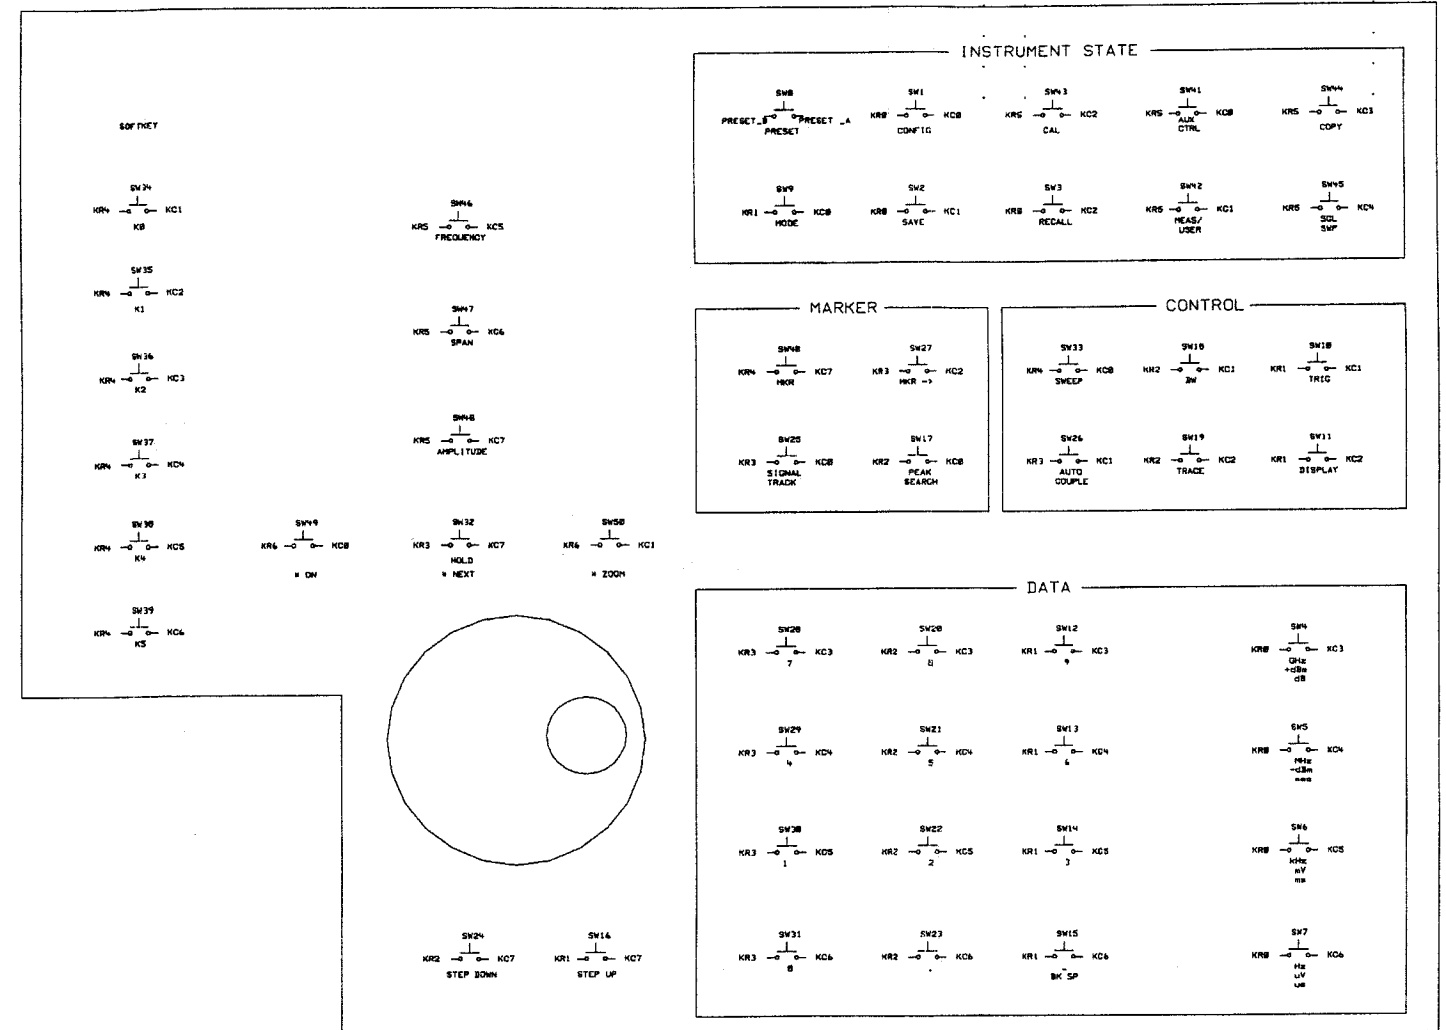 INSTRUMENT STATE
SW8
PRESET_B PRESET _A
PRESET
SW1
KR0 KC0
CONFIG
SW43
KR5 KC2
CAL
SW41
KR5 KC0
AUX
CTRL
SW44
KR5 KC3
COPY
SW9
KR1 KC0
MODE
SW2
KR0 KC1
SAVE
SW3
KR0 KC2
RECALL
SW42
KR5 KC1
MEAS/
USER
SW45
KR5 KC4
SGL
SWP
SOFTKEY
SW34
KR4 KC1
K0
SW35
KR4 KC2
K1
SW36
KR4 KC3
K2
SW37
KR4 KC4
K3
SW38
KR4 KC5
K4
SW39
KR4 KC6
K5
SW46
KR5 KC5
FREQUENCY
SW47
KR5 KC6
SPAN
SW48
KR5 KC7
AMPLITUDE
SW49
KR6 KC0
* ON
SW32
KR3 KC7
HOLD
* NEXT
SW50
KR6 KC1
* ZOOM
MARKER
SW40
KR4 KC7
MKR
SW27
KR3 KC2
MKR ->
SW25
KR3 KC0
SIGNAL
TRACK
SW17
KR2 KC0
PEAK
SEARCH
CONTROL
SW33
KR4 KC0
SWEEP
SW18
KR2 KC1
BW
SW10
KR1 KC1
TRIG
SW26
KR3 KC1
AUTO
COUPLE
SW19
KR2 KC2
TRACE
SW11
KR1 KC2
DISPLAY
DATA
SW28
KR3 KC3
7
SW20
KR2 KC3
8
SW12
KR1 KC3
9
SW4
KR0 KC3
GHz
+dBm
dB
SW29
KR3 KC4
4
SW21
KR2 KC4
5
SW13
KR1 KC4
6
SW5
KR0 KC4
MHz
-dBm
SW30
KR3 KC5
1
SW22
KR2 KC5
2
SW14
KR1 KC5
3
SW6
KR0 KC5
kHz
mV
ms
SW31
KR3 KC6
0
SW23
KR2 KC6
.
SW15
KR1 KC6
BK SP
SW7
KR0 KC6
Hz
uV
us
SW24
KR2 KC7
STEP DOWN
SW16
KR1 KC7
STEP UP